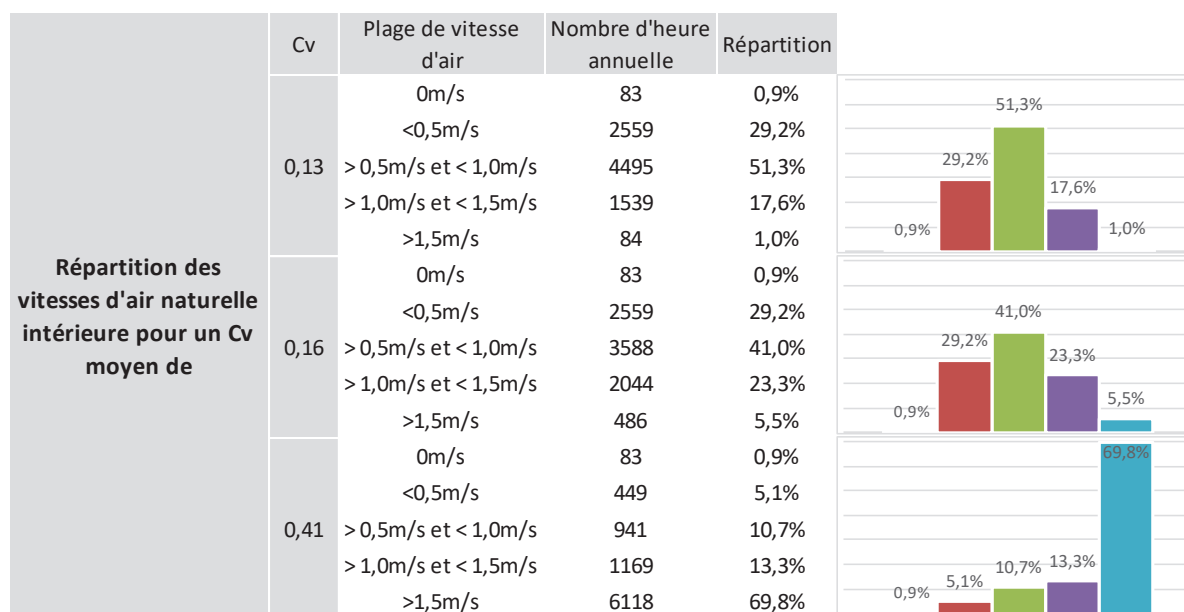 Cv
Plage de vitesse
d'air
Nombre d'heure
annuelle
Répartition
Répartition des
vitesses d'air naturelle
intérieure pour un Cv
moyen de
0,13
0m/s 83 0,9%
<0,5m/s 2559 29,2%
> 0,5m/s et < 1,0m/s 4495 51,3%
> 1,0m/s et < 1,5m/s 1539 17,6%
>1,5m/s 84 1,0%
0,9% 29,2% 51,3% 17,6% 1,0%
0,16
0m/s 83 0,9%
<0,5m/s 2559 29,2%
> 0,5m/s et < 1,0m/s 3588 41,0%
> 1,0m/s et < 1,5m/s 2044 23,3%
>1,5m/s 486 5,5%
0,9% 29,2% 41,0% 23,3% 5,5%
0,41
0m/s 83 0,9%
<0,5m/s 449 5,1%
> 0,5m/s et < 1,0m/s 941 10,7%
> 1,0m/s et < 1,5m/s 1169 13,3%
>1,5m/s 6118 69,8%
0,9% 5,1% 10,7% 13,3% 69,8%